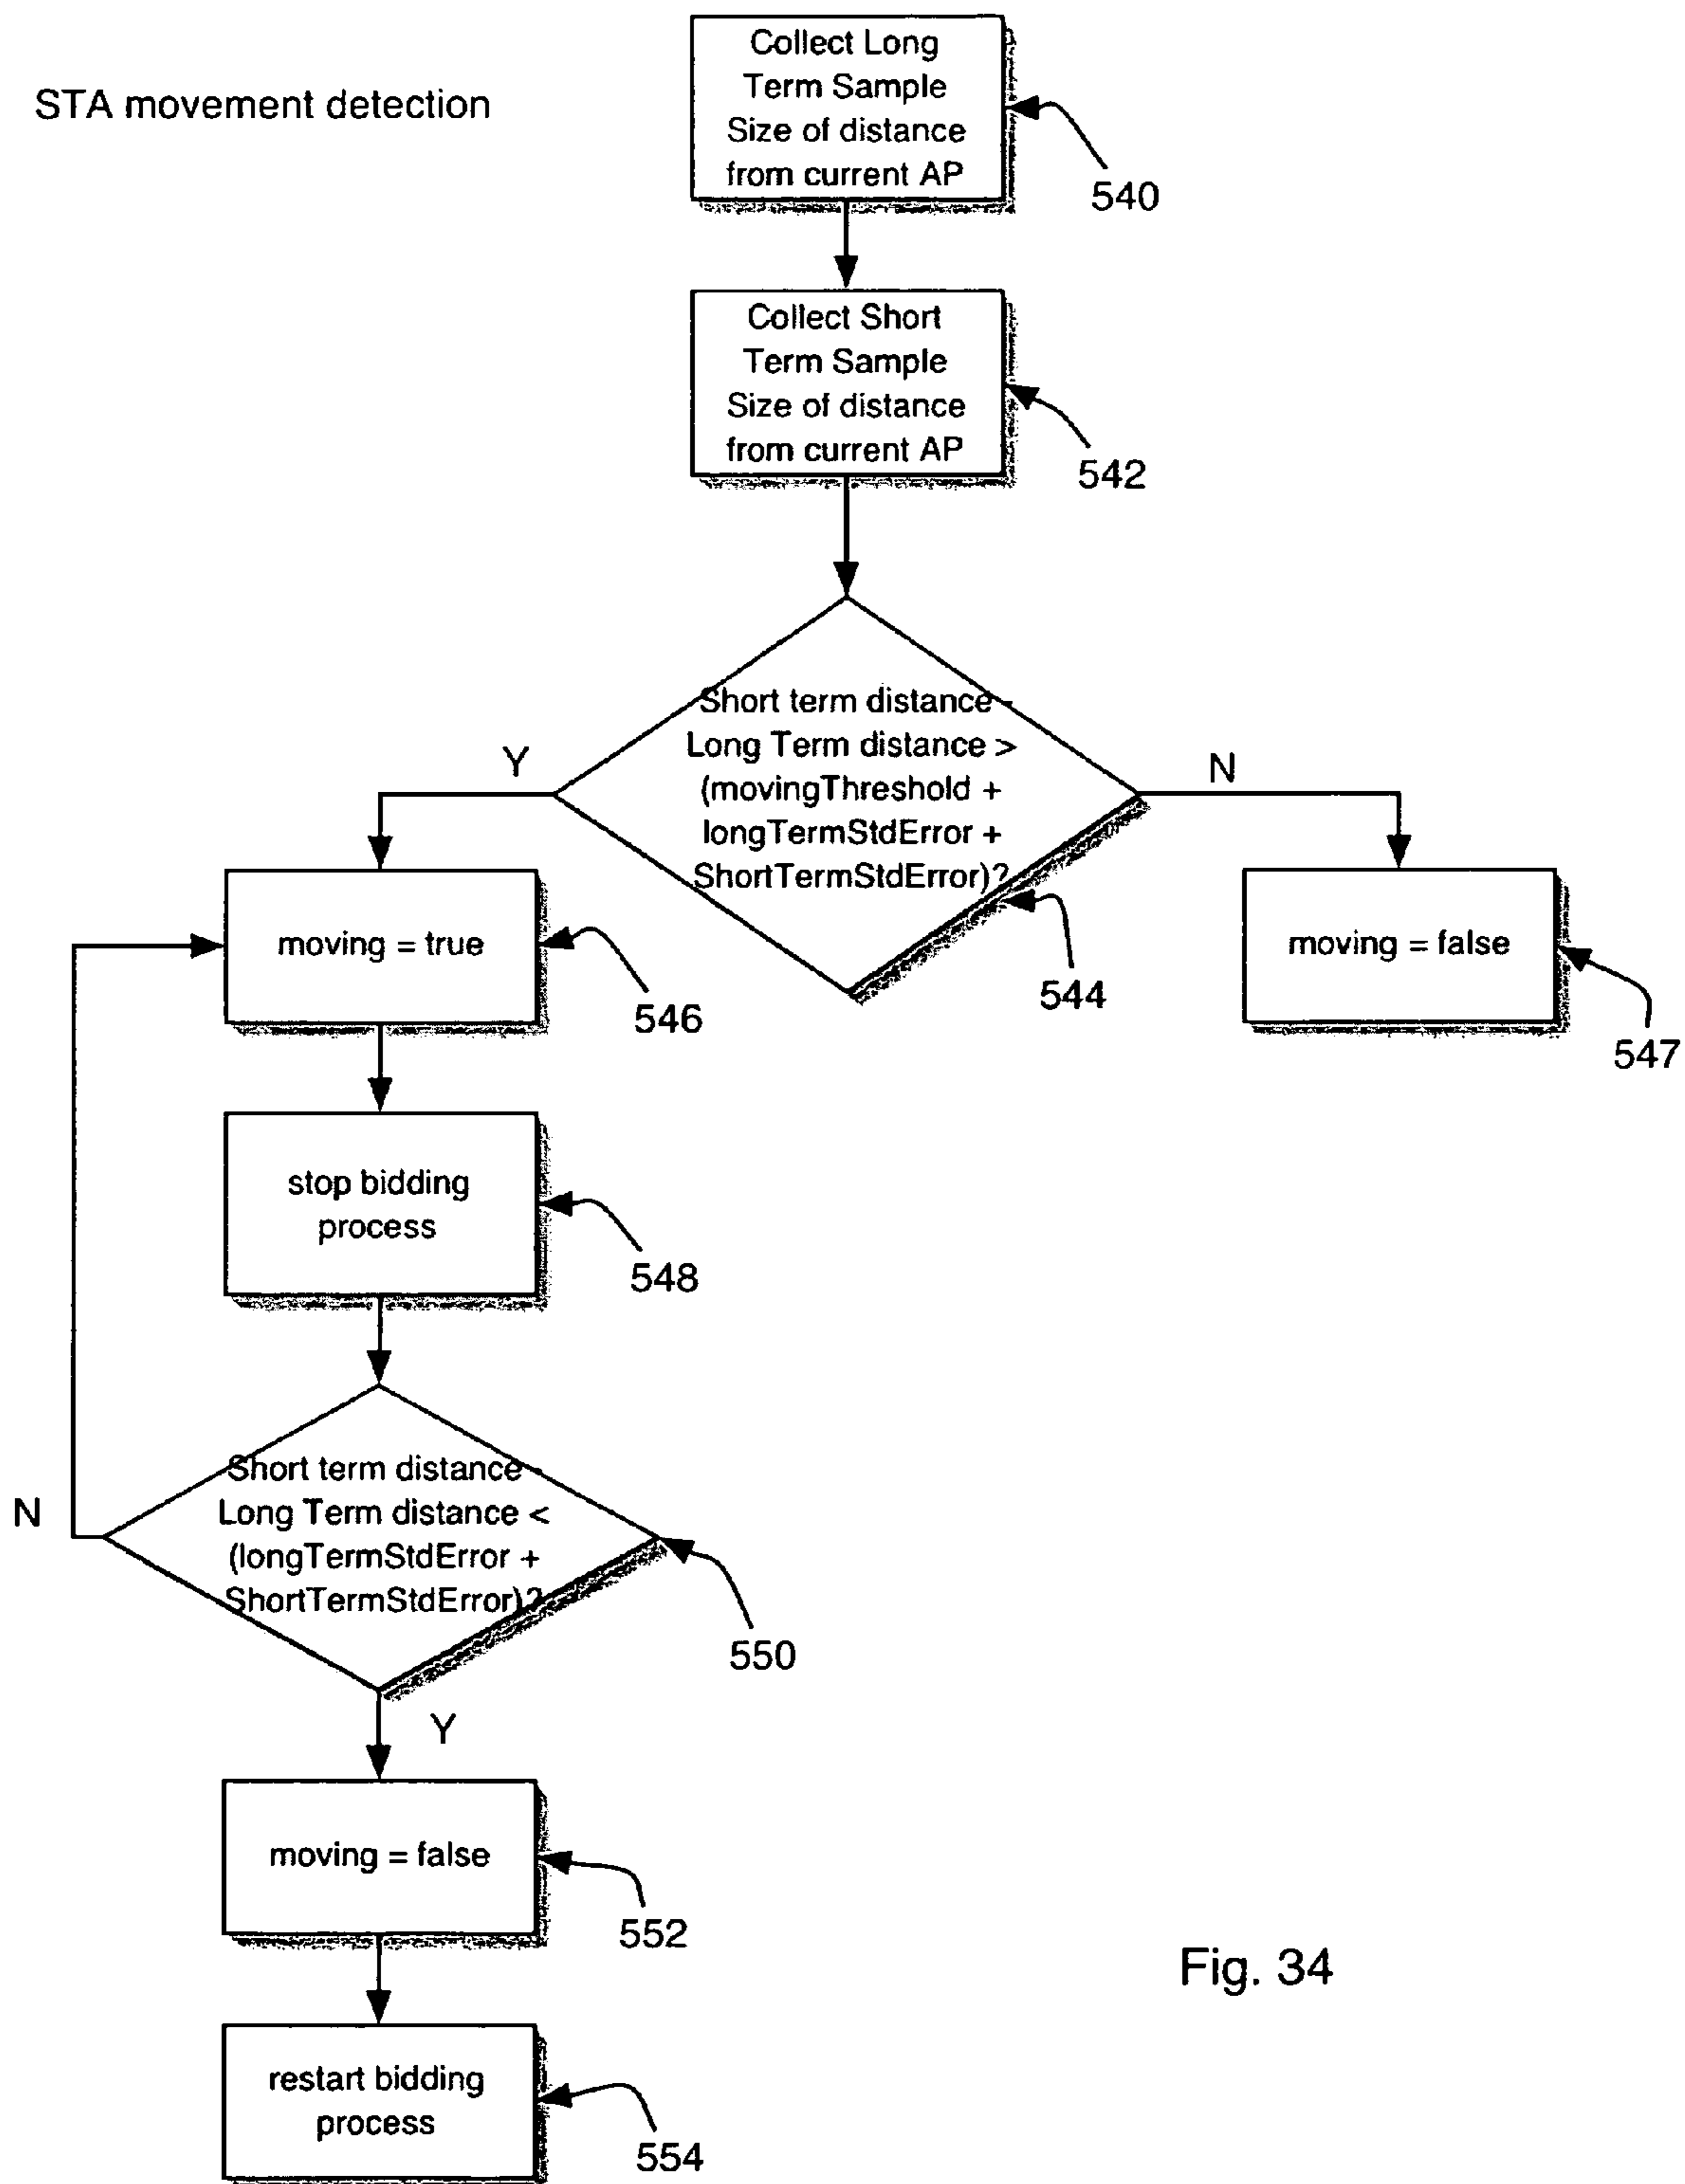 STA movement detection
Collect Long
Term Sample
Size of distance
from current AP
540
Collect Short
Term Sample
Size of distance
from current AP
542
Short term distance -
Long Term distance >
(movingThreshold +
longTermStdError +
ShortTermStdError)?
Y
N
544
moving = true
546
moving = false
547
stop bidding
process
548
Short term distance -
Long Term distance <
(longTermStdError +
ShortTermStdError)?
N
550
Y
moving = false
552
restart bidding
process
554
Fig. 34